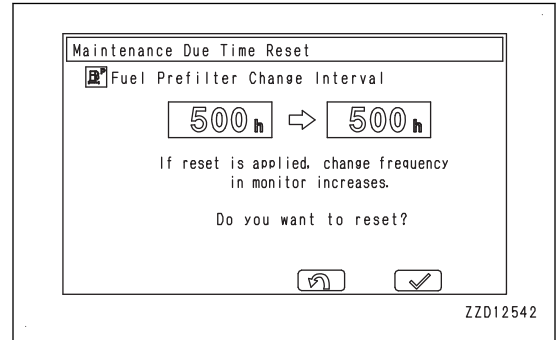 Maintenance Due Time Reset
Fuel Prefilter Change Interval
500h ⇨ 500h
If reset is applied, change frequency
in monitor increases.
Do you want to reset?
ZZD12542